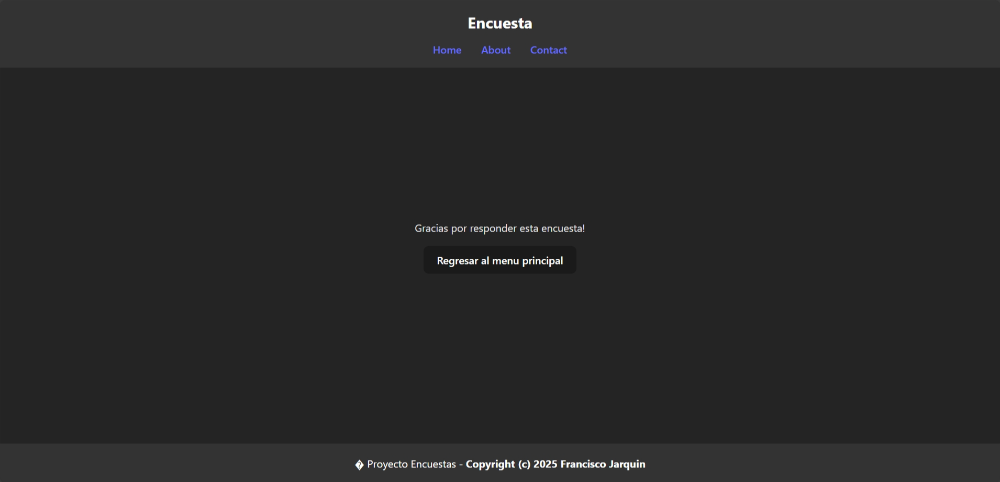 Encuesta
Home About Contact
Gracias por responder esta encuesta!
Regresar al menu principal
� Proyecto Encuestas - Copyright (c) 2025 Francisco Jarquin